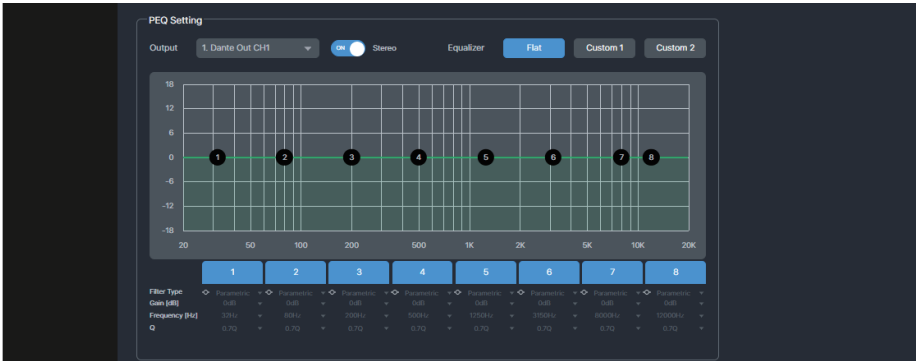 PEQ Setting
Output 1. Dante Out CH1 ON Stereo Equalizer Flat Custom 1 Custom 2
18
12
6
0 1 2 3 4 5 6 7 8
-6
-12
-18
20 50 100 200 500 1K 2K 5K 10K 20K
1 2 3 4 5 6 7 8
Filter Type Parametric Parametric Parametric Parametric Parametric Parametric Parametric Parametric
Gain [dB] 0dB 0dB 0dB 0dB 0dB 0dB 0dB 0dB
Frequency [Hz] 32Hz 80Hz 200Hz 500Hz 1250Hz 3150Hz 8000Hz 12000Hz
Q 0.7Q 0.7Q 0.7Q 0.7Q 0.7Q 0.7Q 0.7Q 0.7Q